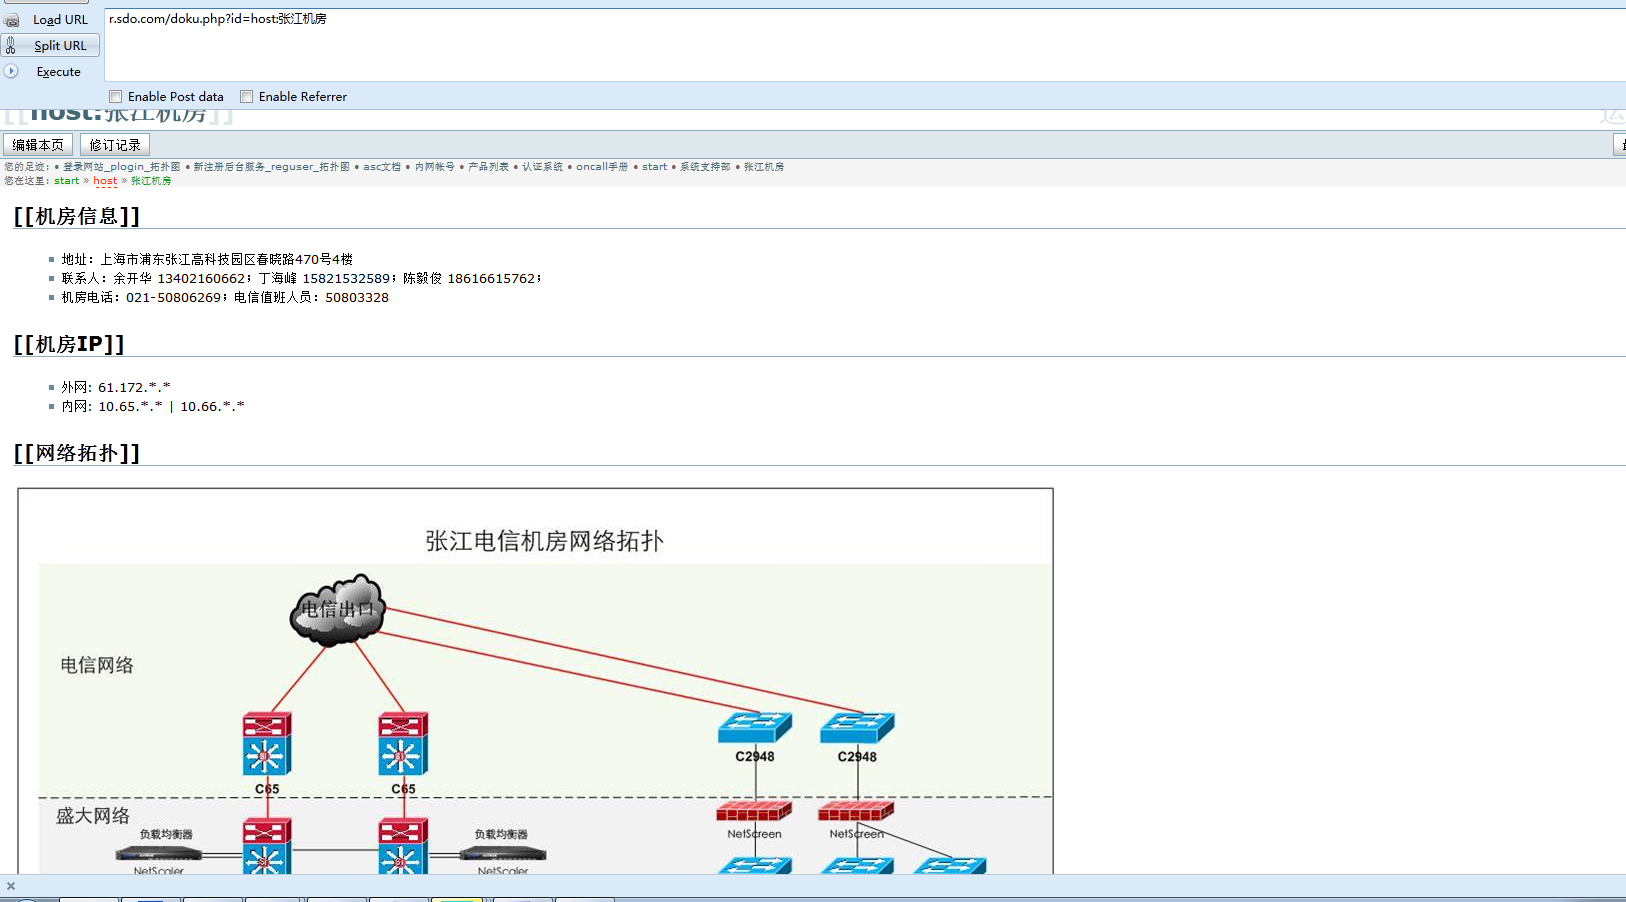 Load URL
r.sdo.com/doku.php?id=host:张江机房
Split URL
Execute
Enable Post data Enable Referrer
[[host:张江机房]]
编辑本页 修订记录
您的足迹: • 登录网站_plogin_拓扑图 • 新注册后台服务_reguser_拓扑图 • asc文档 • 内网帐号 • 产品列表 • 认证系统 • oncall手册 • start • 系统支持部 • 张江机房
您在这里: start » host » 张江机房
[[机房信息]]
地址：上海市浦东张江高科技园区春晓路470号4楼
联系人：余开华 13402160662；丁海峰 15821532589；陈毅俊 18616615762；
机房电话：021-50806269；电信值班人员：50803328
[[机房IP]]
外网: 61.172.*.*
内网: 10.65.*.* | 10.66.*.*
[[网络拓扑]]
张江电信机房网络拓扑
电信出口
电信网络
C2948 C2948
C65 C65
盛大网络
负载均衡器 负载均衡器
NetScreen NetScreen
NetScaler NetScaler